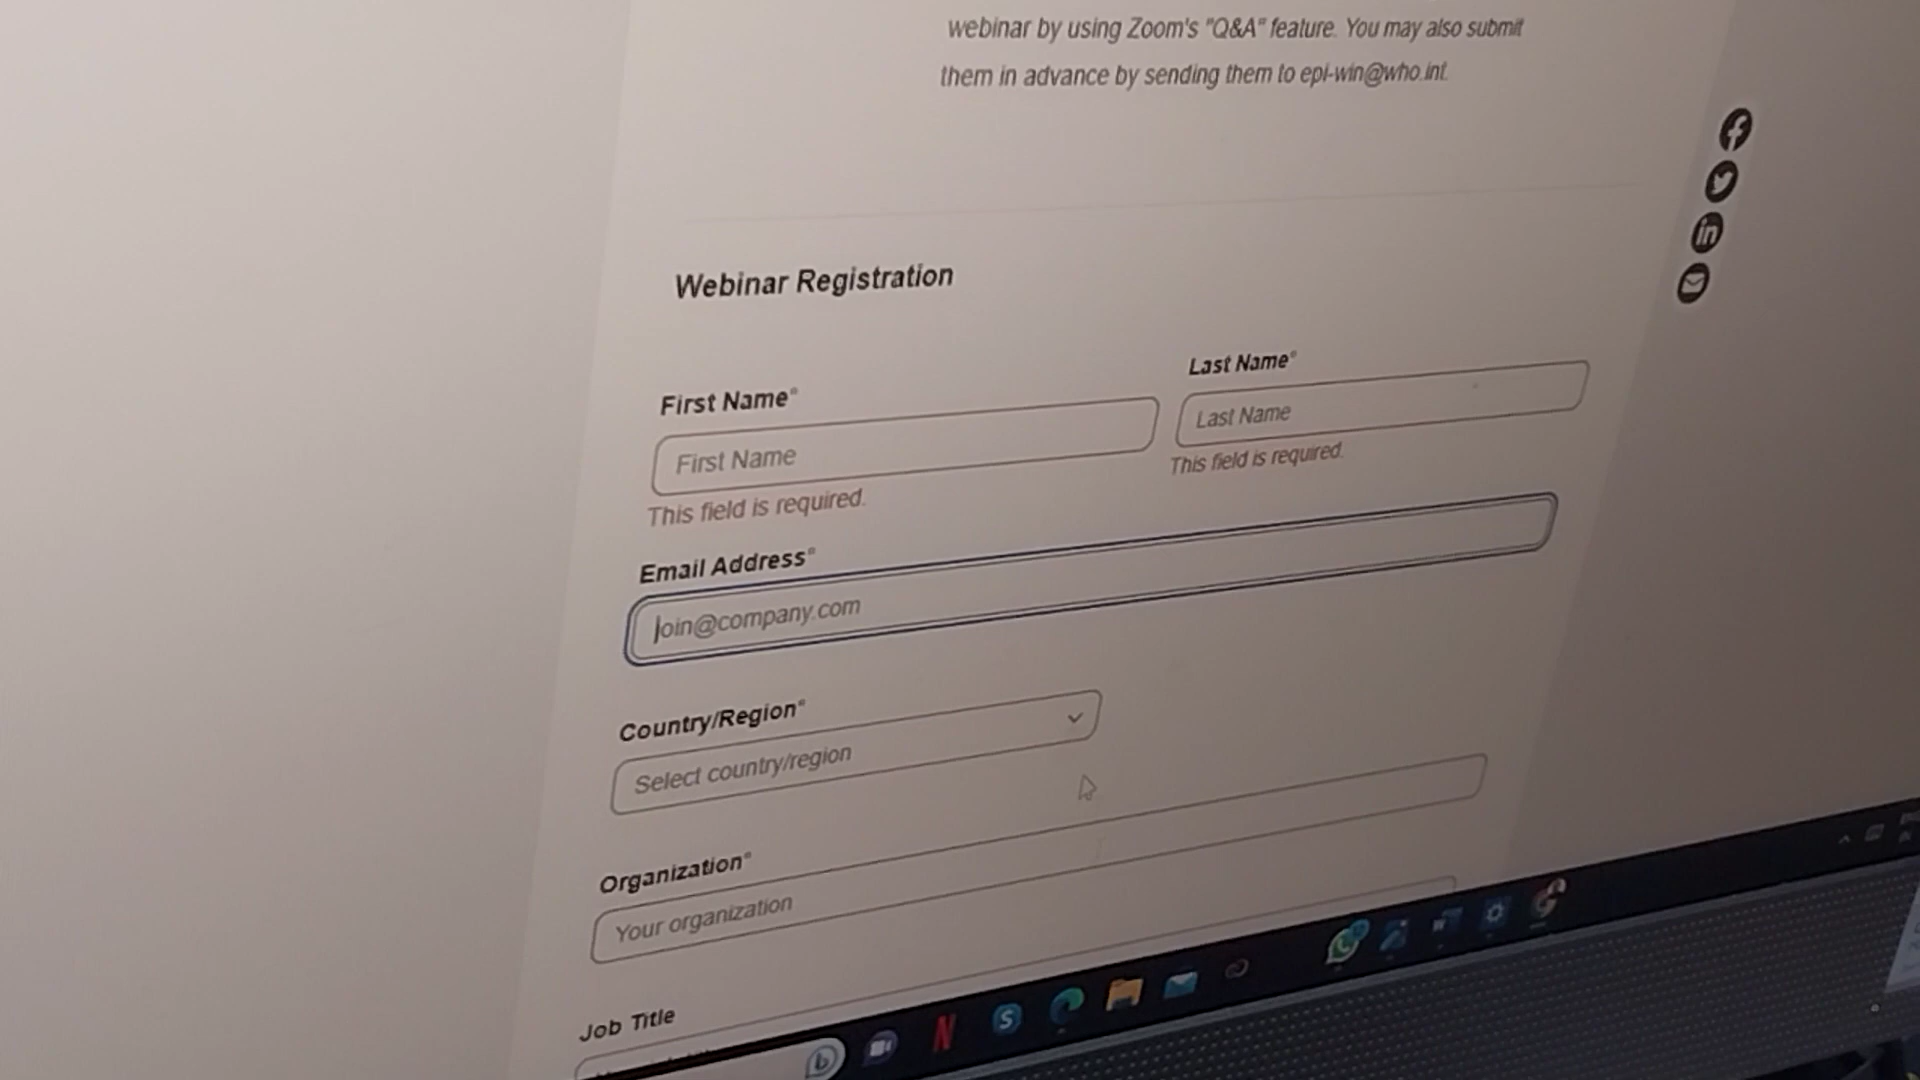 webinar by using Zoom's "Q&A" feature. You may also submit
them in advance by sending them to epi-win@who.int.
Webinar Registration
First Name*
First Name
This field is required.
Last Name*
Last Name
This field is required.
Email Address*
join@company.com
Country/Region*
Select country/region
Organization*
Your organization
Job Title